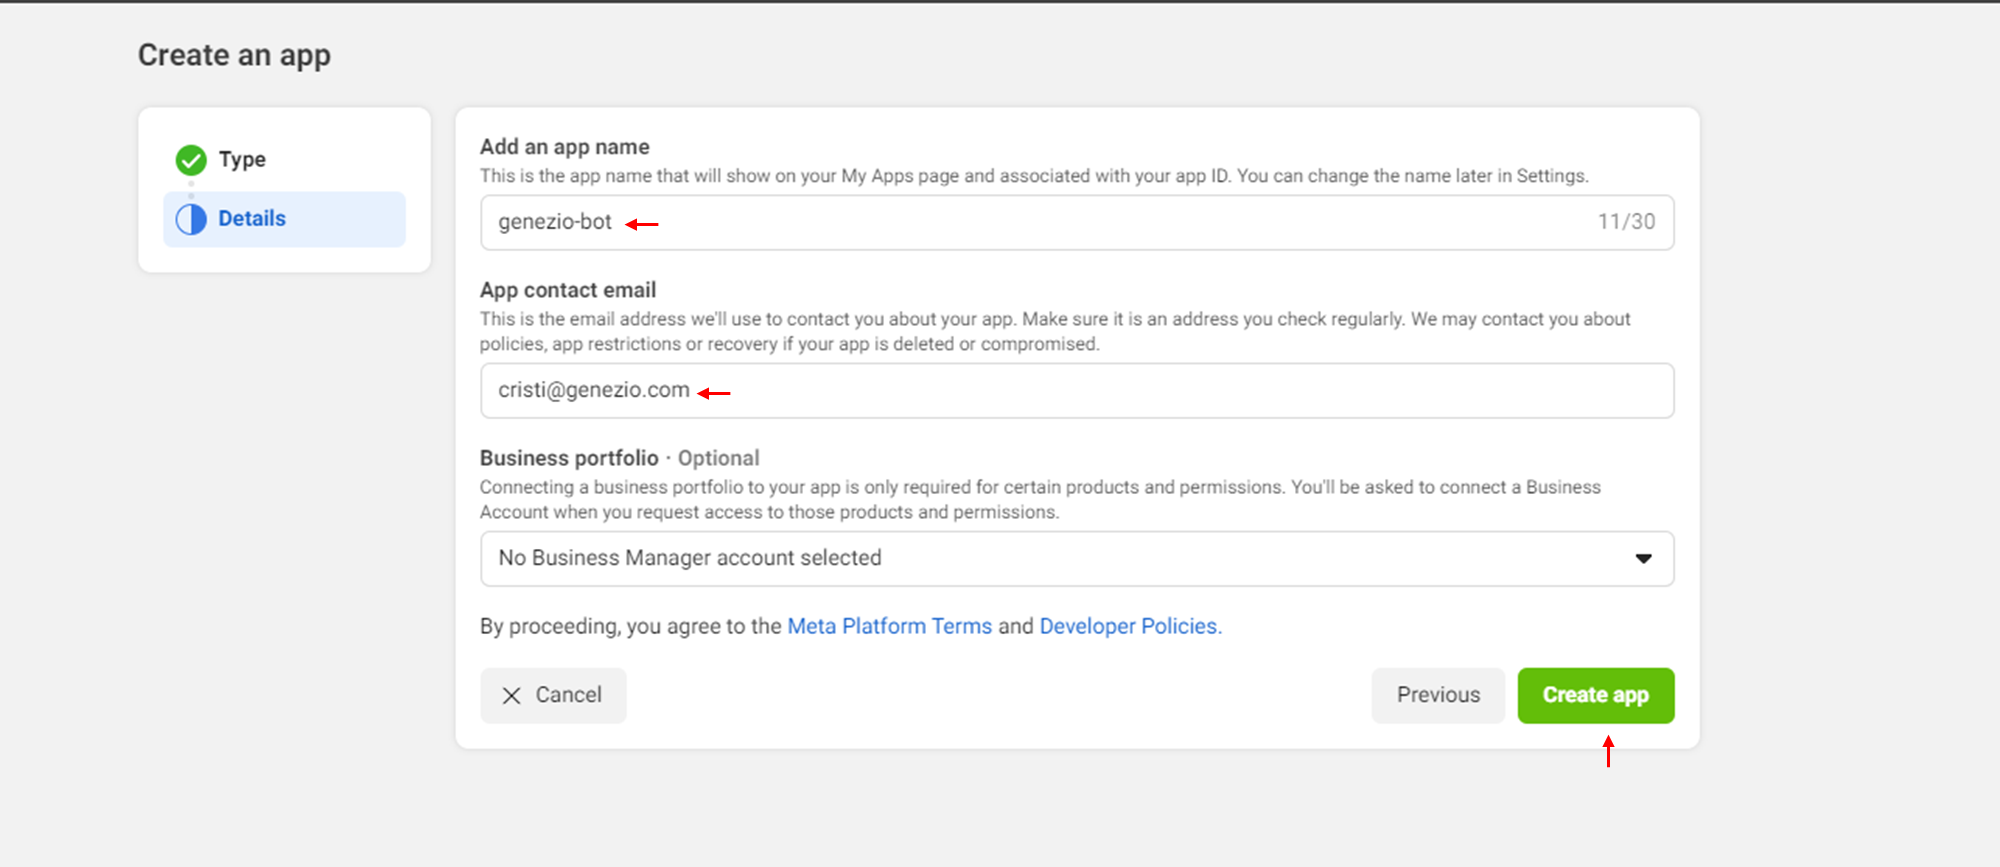 Create an app
Type
Details
Add an app name
This is the app name that will show on your My Apps page and associated with your app ID. You can change the name later in Settings.
genezio-bot
11/30
App contact email
This is the email address we'll use to contact you about your app. Make sure it is an address you check regularly. We may contact you about
policies, app restrictions or recovery if your app is deleted or compromised.
cristi@genezio.com
Business portfolio · Optional
Connecting a business portfolio to your app is only required for certain products and permissions. You'll be asked to connect a Business
Account when you request access to those products and permissions.
No Business Manager account selected
By proceeding, you agree to the Meta Platform Terms and Developer Policies.
Cancel
Previous
Create app